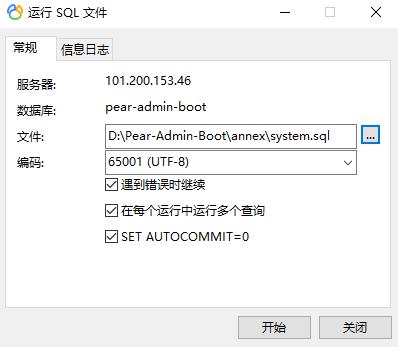 运行 SQL 文件
常规 信息日志
服务器: 101.200.153.46
数据库: pear-admin-boot
文件: D:\Pear-Admin-Boot\annex\system.sql ...
编码: 65001 (UTF-8)
遇到错误时继续
在每个运行中运行多个查询
SET AUTOCOMMIT=0
开始 关闭